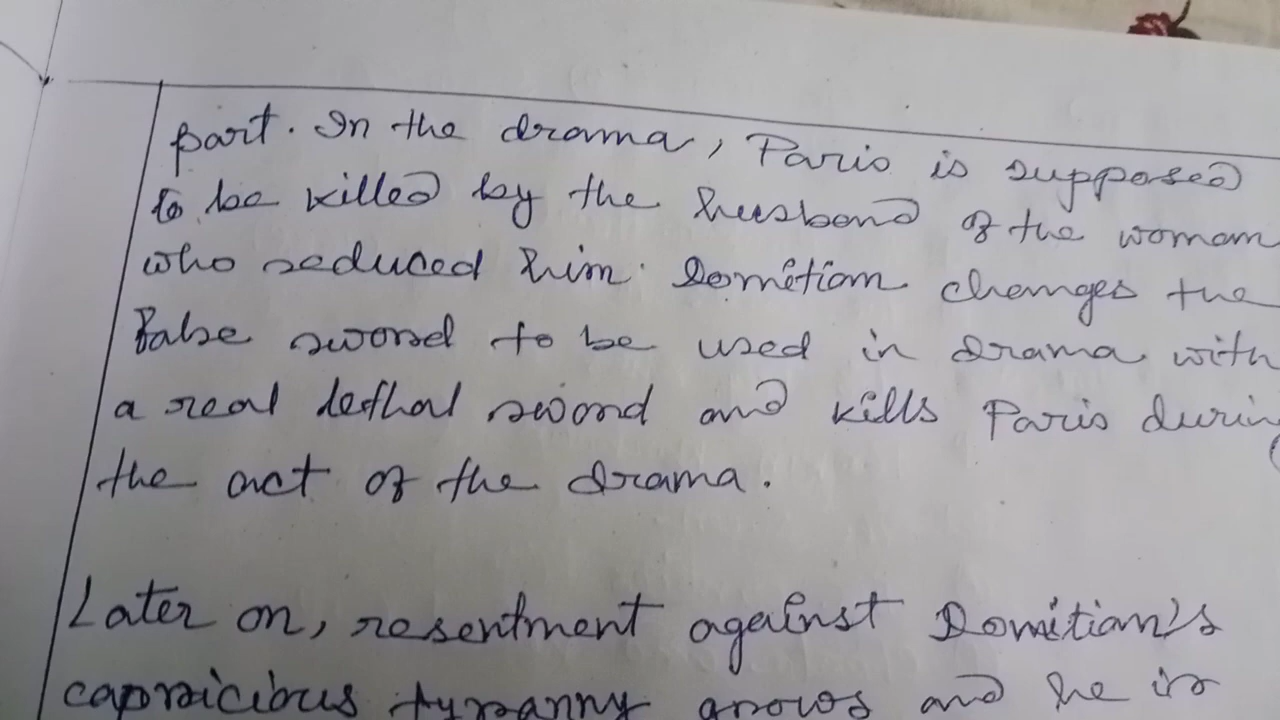 part. In the drama, Paris is supposed
to be killed by the husband of the woman
who seduced him. Domitian changes the
false sword to be used in drama with
a real lethal sword and kills Paris durin
the act of the drama.
Later on, resentment against Domitian's
capricious tyranny grows and he is